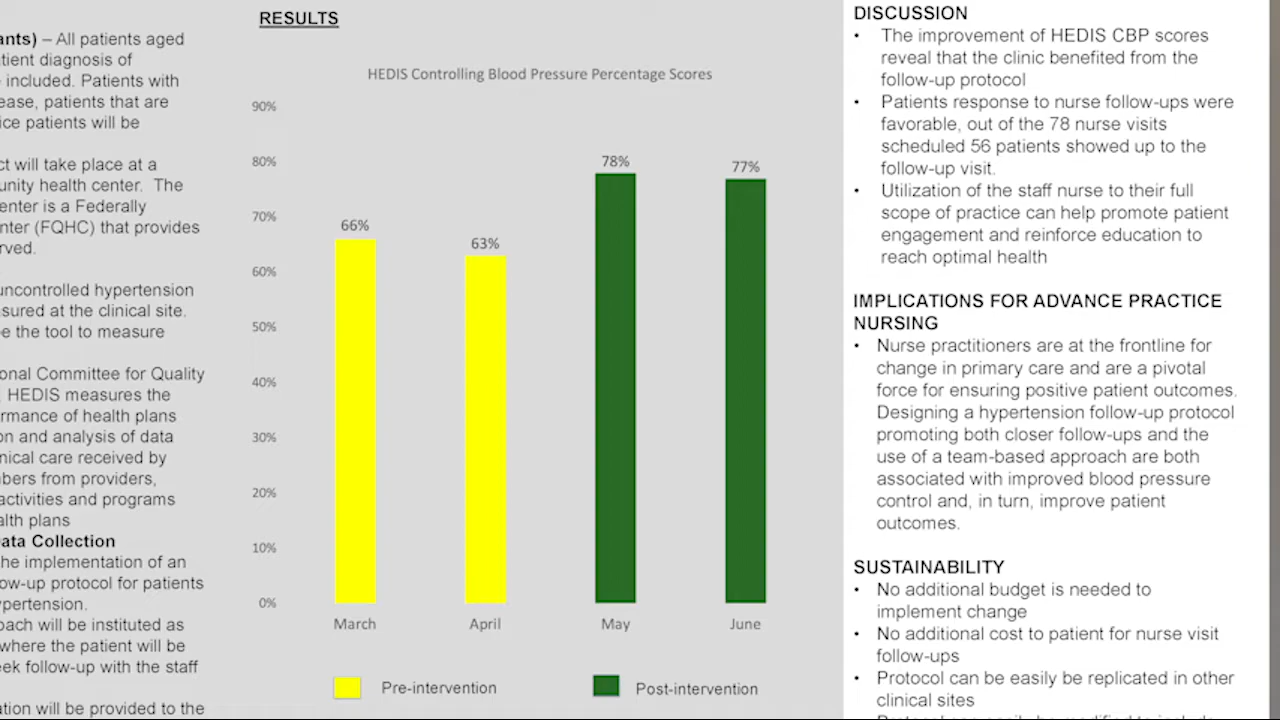 ants) – All patients aged
tient diagnosis of
included. Patients with
ease, patients that are
ice patients will be
ct will take place at a
unity health center. The
enter is a Federally
nter (FQHC) that provides
rved.
uncontrolled hypertension
sured at the clinical site.
be the tool to measure
onal Committee for Quality
, HEDIS measures the
rmance of health plans
on and analysis of data
nical care received by
bers from providers,
activities and programs
alth plans
ata Collection
the implementation of an
ow-up protocol for patients
ypertension.
oach will be instituted as
where the patient will be
eek follow-up with the staff
ation will be provided to the
RESULTS
HEDIS Controlling Blood Pressure Percentage Scores
90%
80%
70%
60%
50%
40%
30%
20%
10%
0%
66%
63%
78%
77%
March
April
May
June
Pre-intervention
Post-intervention
DISCUSSION
• The improvement of HEDIS CBP scores
reveal that the clinic benefited from the
follow-up protocol
• Patients response to nurse follow-ups were
favorable, out of the 78 nurse visits
scheduled 56 patients showed up to the
follow-up visit.
• Utilization of the staff nurse to their full
scope of practice can help promote patient
engagement and reinforce education to
reach optimal health
IMPLICATIONS FOR ADVANCE PRACTICE
NURSING
• Nurse practitioners are at the frontline for
change in primary care and are a pivotal
force for ensuring positive patient outcomes.
Designing a hypertension follow-up protocol
promoting both closer follow-ups and the
use of a team-based approach are both
associated with improved blood pressure
control and, in turn, improve patient
outcomes.
SUSTAINABILITY
• No additional budget is needed to
implement change
• No additional cost to patient for nurse visit
follow-ups
• Protocol can be easily be replicated in other
clinical sites